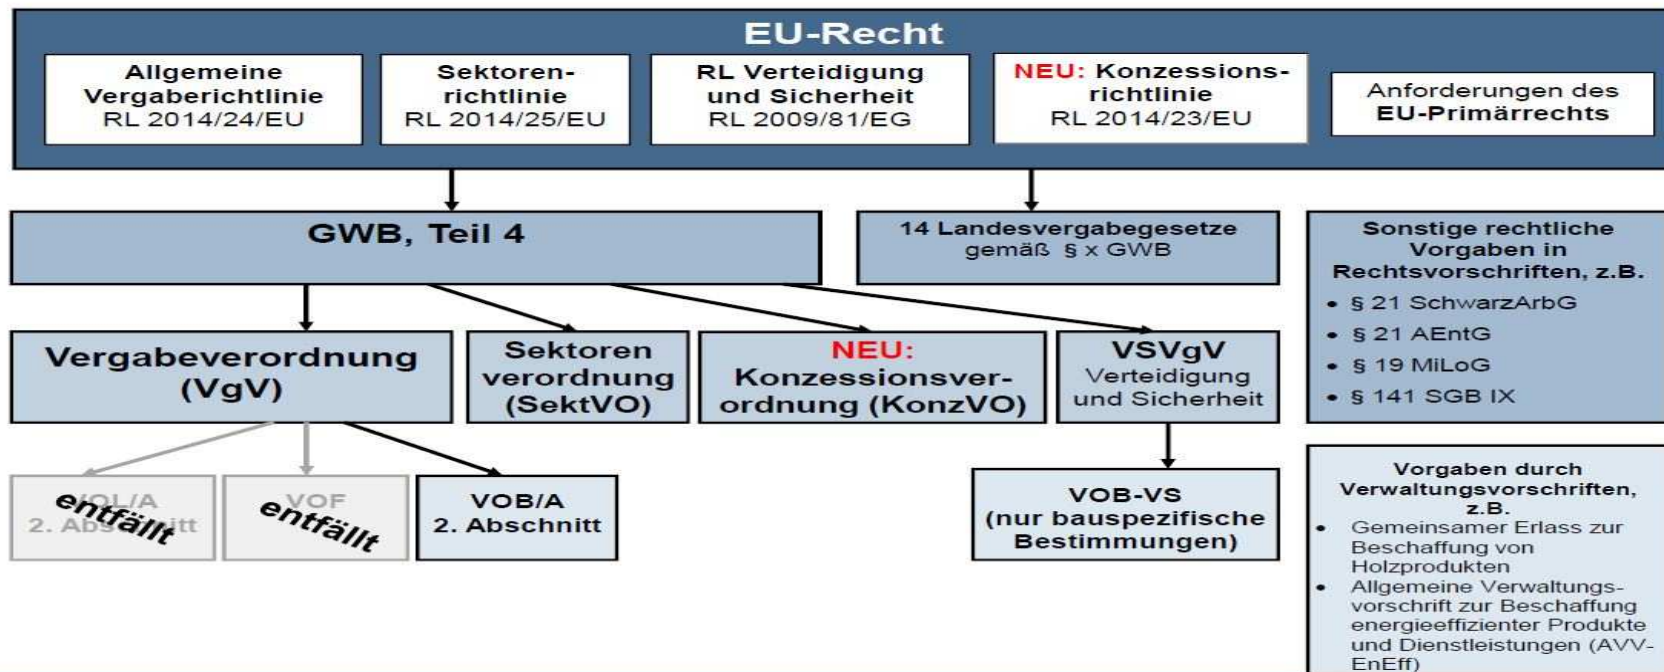 EU-Recht
Allgemeine
Vergaberichtlinie
RL 2014/24/EU
Sektoren-
richtlinie
RL 2014/25/EU
RL Verteidigung
und Sicherheit
RL 2009/81/EG
NEU: Konzessions-
richtlinie
RL 2014/23/EU
Anforderungen des
EU-Primärrechts
GWB, Teil 4
14 Landesvergabegesetze
gemäß § x GWB
Sonstige rechtliche
Vorgaben in
Rechtsvorschriften, z.B.
• § 21 SchwarzArbG
• § 21 AEntG
• § 19 MiLoG
• § 141 SGB IX
Vergabeverordnung
(VgV)
Sektoren
verordnung
(SektVO)
NEU:
Konzessionsver-
ordnung (KonzVO)
VSVgV
Verteidigung
und Sicherheit
VOL/A
2. Abschnitt
entfällt
VOF
entfällt
VOB/A
2. Abschnitt
VOB-VS
(nur bauspezifische
Bestimmungen)
Vorgaben durch
Verwaltungsvorschriften,
z.B.
• Gemeinsamer Erlass zur
Beschaffung von
Holzprodukten
• Allgemeine Verwaltungs-
vorschrift zur Beschaffung
energieeffizienter Produkte
und Dienstleistungen (AVV-
EnEff)